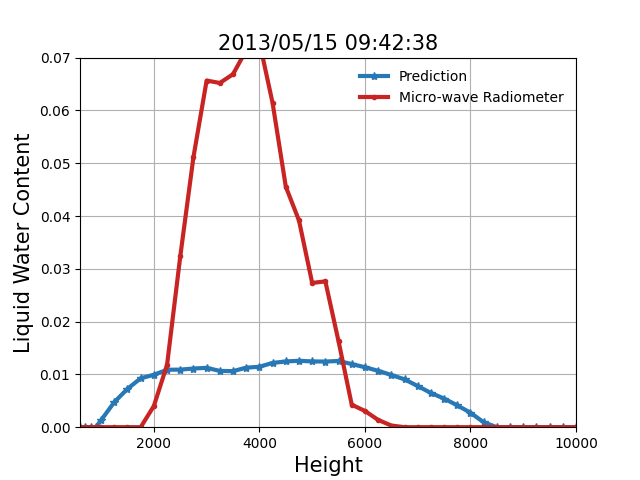 2013/05/15 09:42:38
Prediction
Micro-wave Radiometer
0.07
0.06
0.05
0.04
0.03
0.02
0.01
0.00
Liquid Water Content
2000 4000 6000 8000 10000
Height